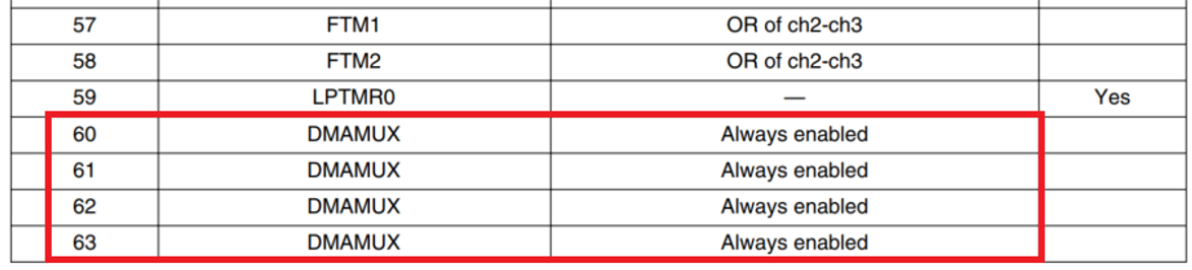 57 FTM1 OR of ch2-ch3
58 FTM2 OR of ch2-ch3
59 LPTMR0 — Yes
60 DMAMUX Always enabled
61 DMAMUX Always enabled
62 DMAMUX Always enabled
63 DMAMUX Always enabled